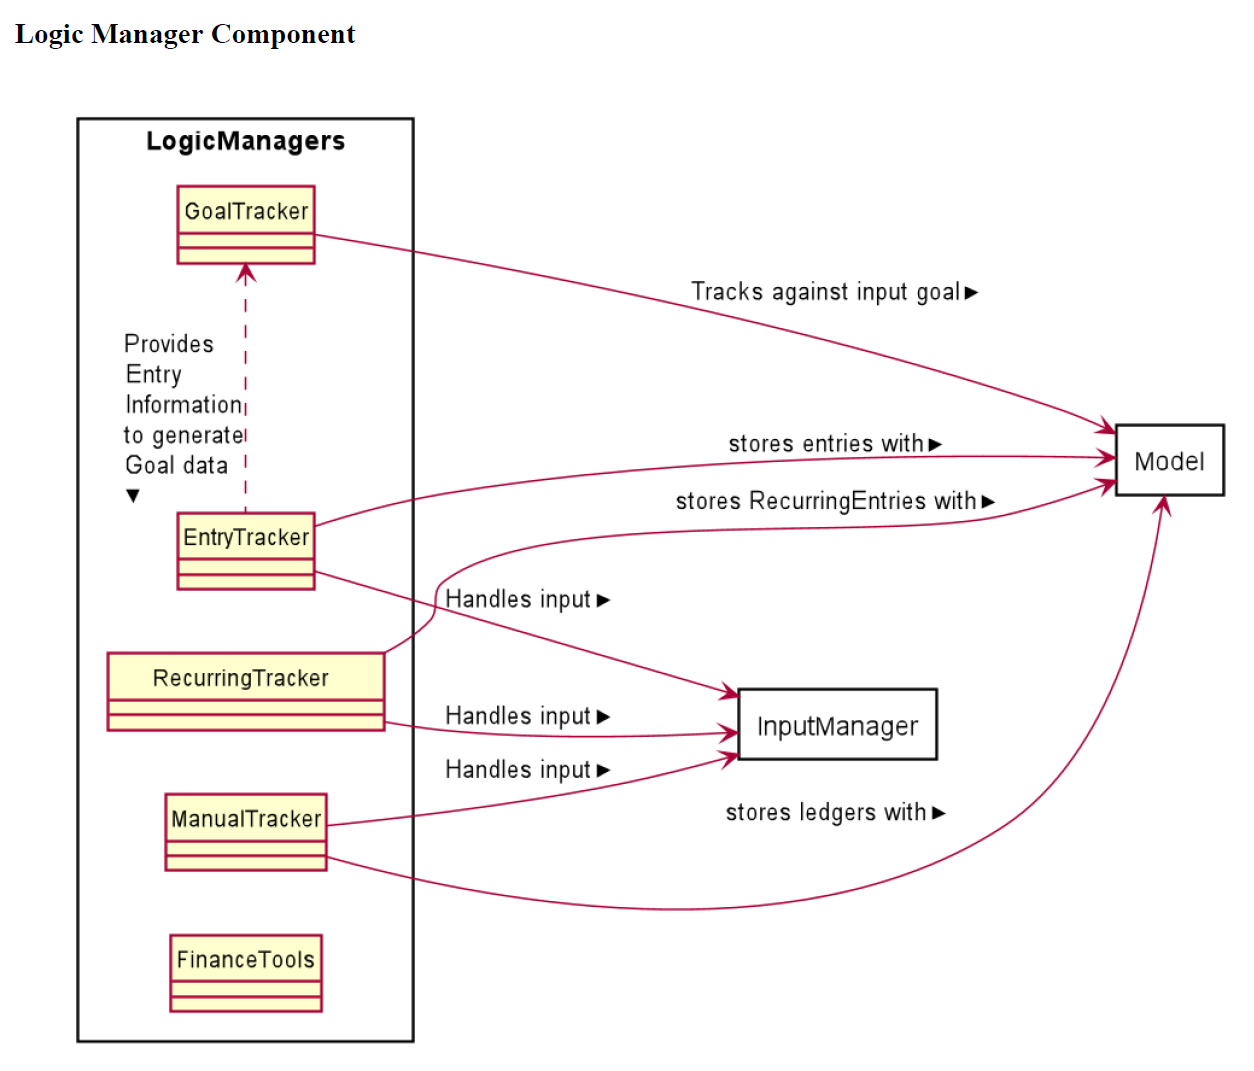 Logic Manager Component
LogicManagers
GoalTracker
Tracks against input goal►
Provides
Entry
Information
to generate
Goal data
▼
stores entries with►
Model
stores RecurringEntries with►
EntryTracker
Handles input►
RecurringTracker
Handles input►
InputManager
Handles input►
ManualTracker
stores ledgers with►
FinanceTools